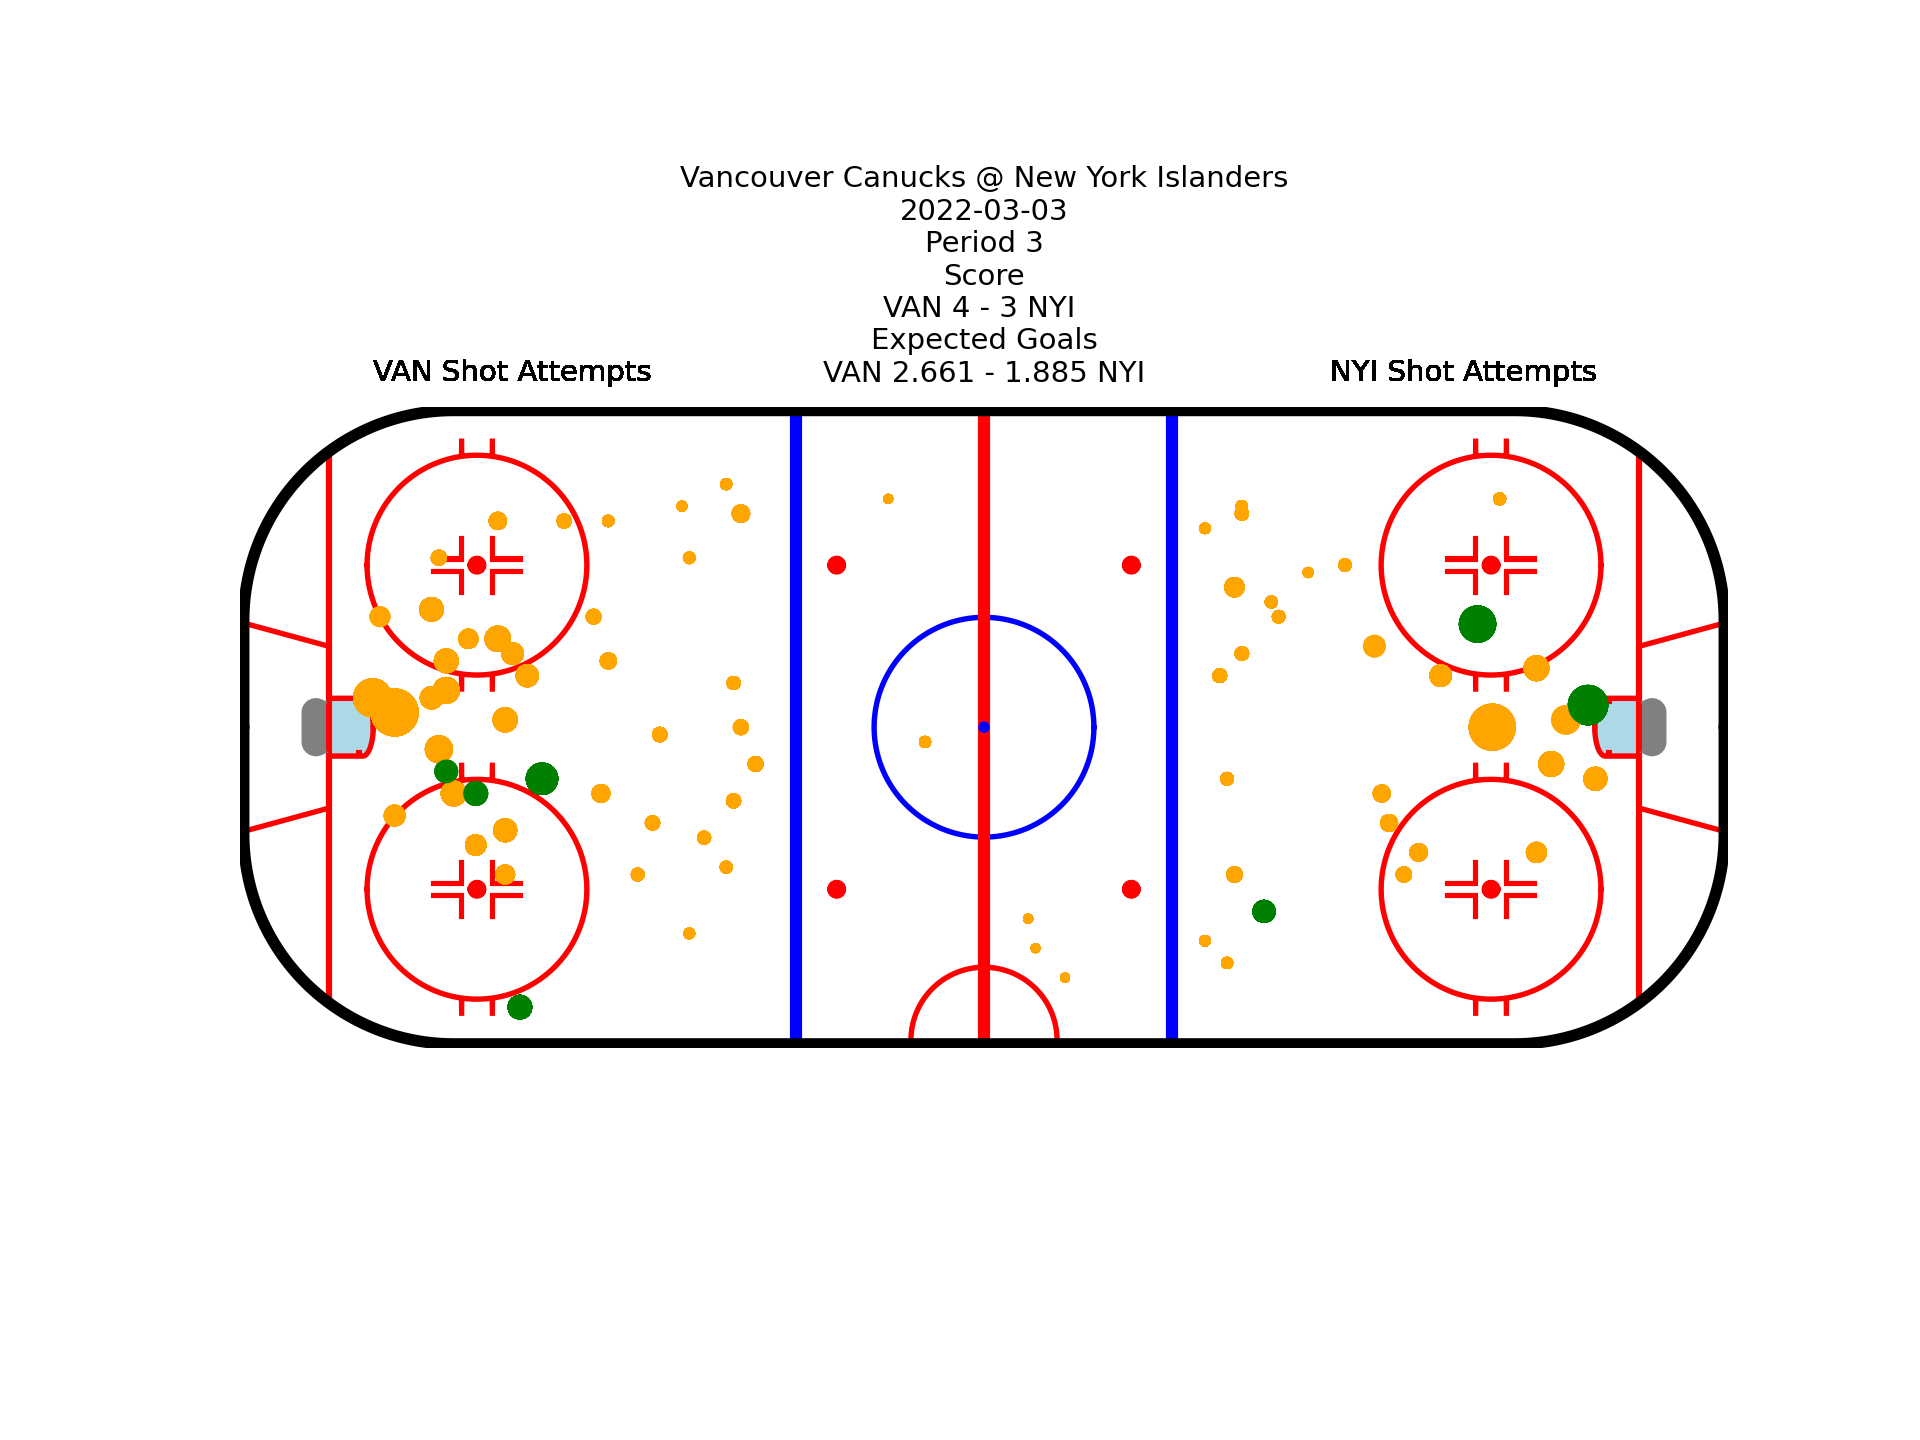 Vancouver Canucks @ New York Islanders
2022-03-03
Period 3
Score
VAN 4 - 3 NYI
Expected Goals
VAN 2.661 - 1.885 NYI
VAN Shot Attempts
NYI Shot Attempts